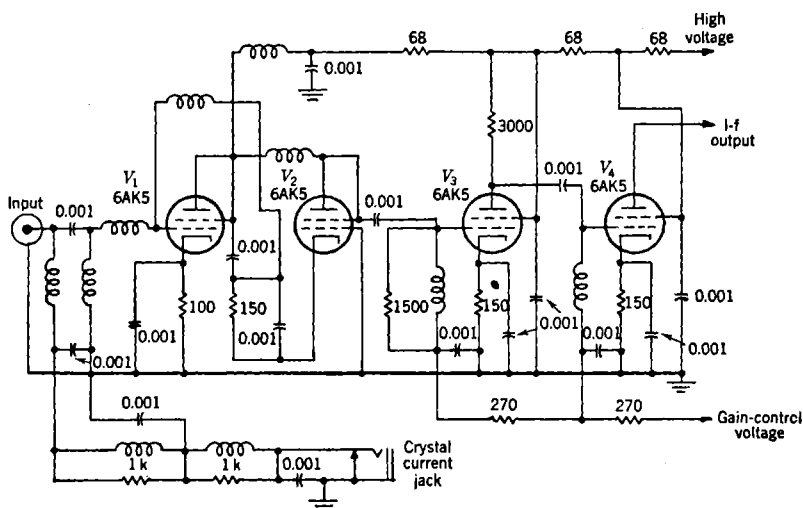 High
voltage
68
68
68
0.001
3000
I-f
output
V1
6AK5
V2
6AK5
V3
6AK5
0.001
V4
6AK5
Input
0.001
0.001
0.001
100
150
1500
150
150
0.001
0.001
0.001
0.001
0.001
0.001
0.001
0.001
0.001
270
270
Gain-control
voltage
0.001
1k
1k
0.001
Crystal
current
jack